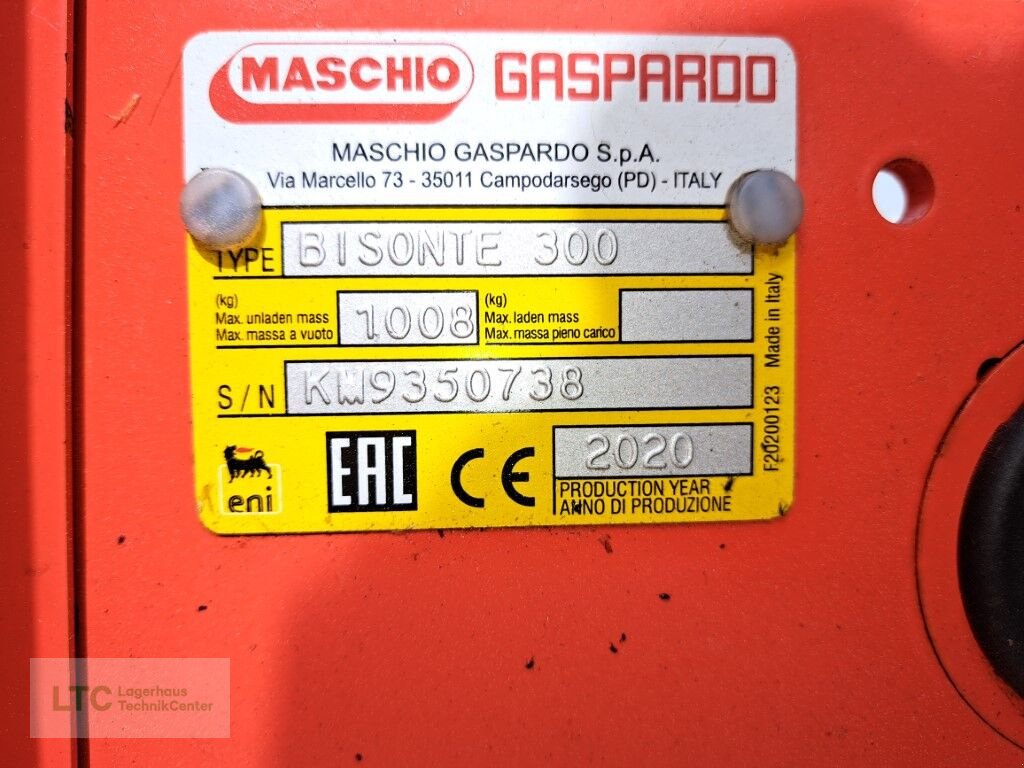 MASCHIO GASPARDO
MASCHIO GASPARDO S.p.A.
Via Marcello 73 - 35011 Campodarsego (PD) - ITALY
TYPE BISONTE 300
(kg)
Max. unladen mass
Max. massa a vuoto
1008
(kg)
Max. laden mass
Max. massa pieno carico
S/N KW9350738
eni
EAC
CE
2020
PRODUCTION YEAR
ANNO DI PRODUZIONE
F20200123 Made in Italy
LTC Lagerhaus
TechnikCenter